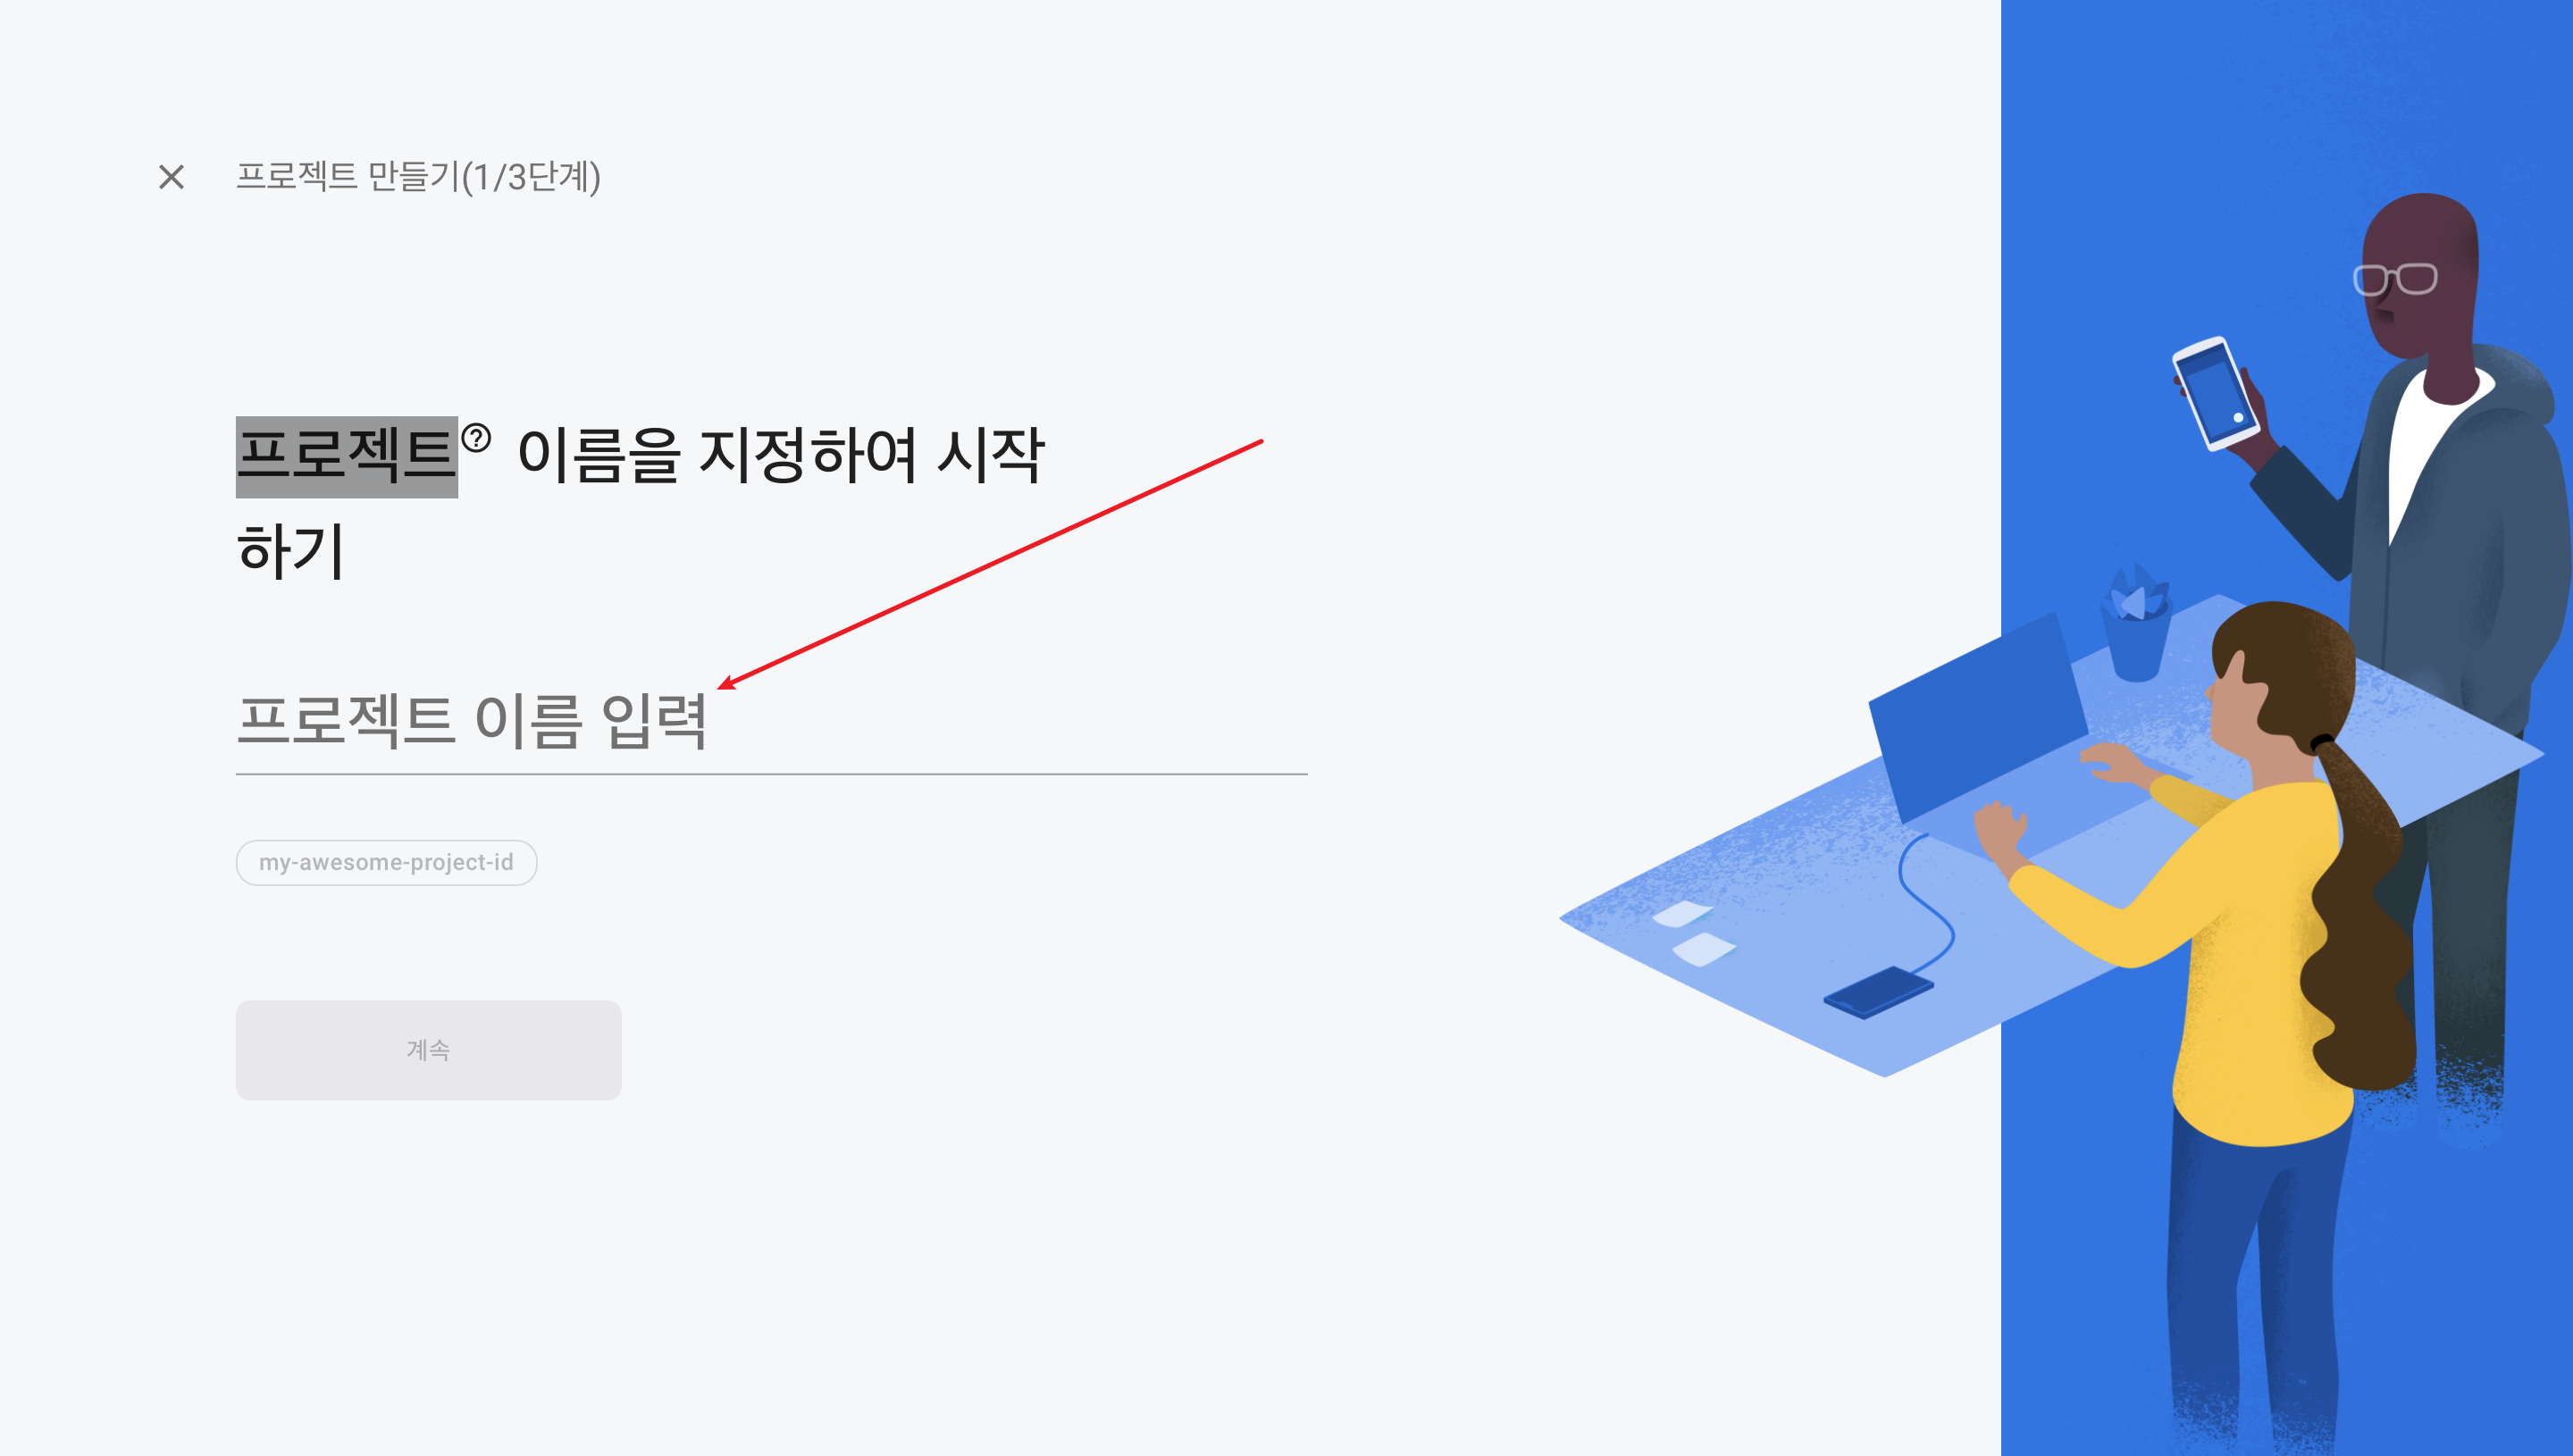 프로젝트 만들기(1/3단계)
프로젝트? 이름을 지정하여 시작
하기
프로젝트 이름 입력
my-awesome-project-id
계속